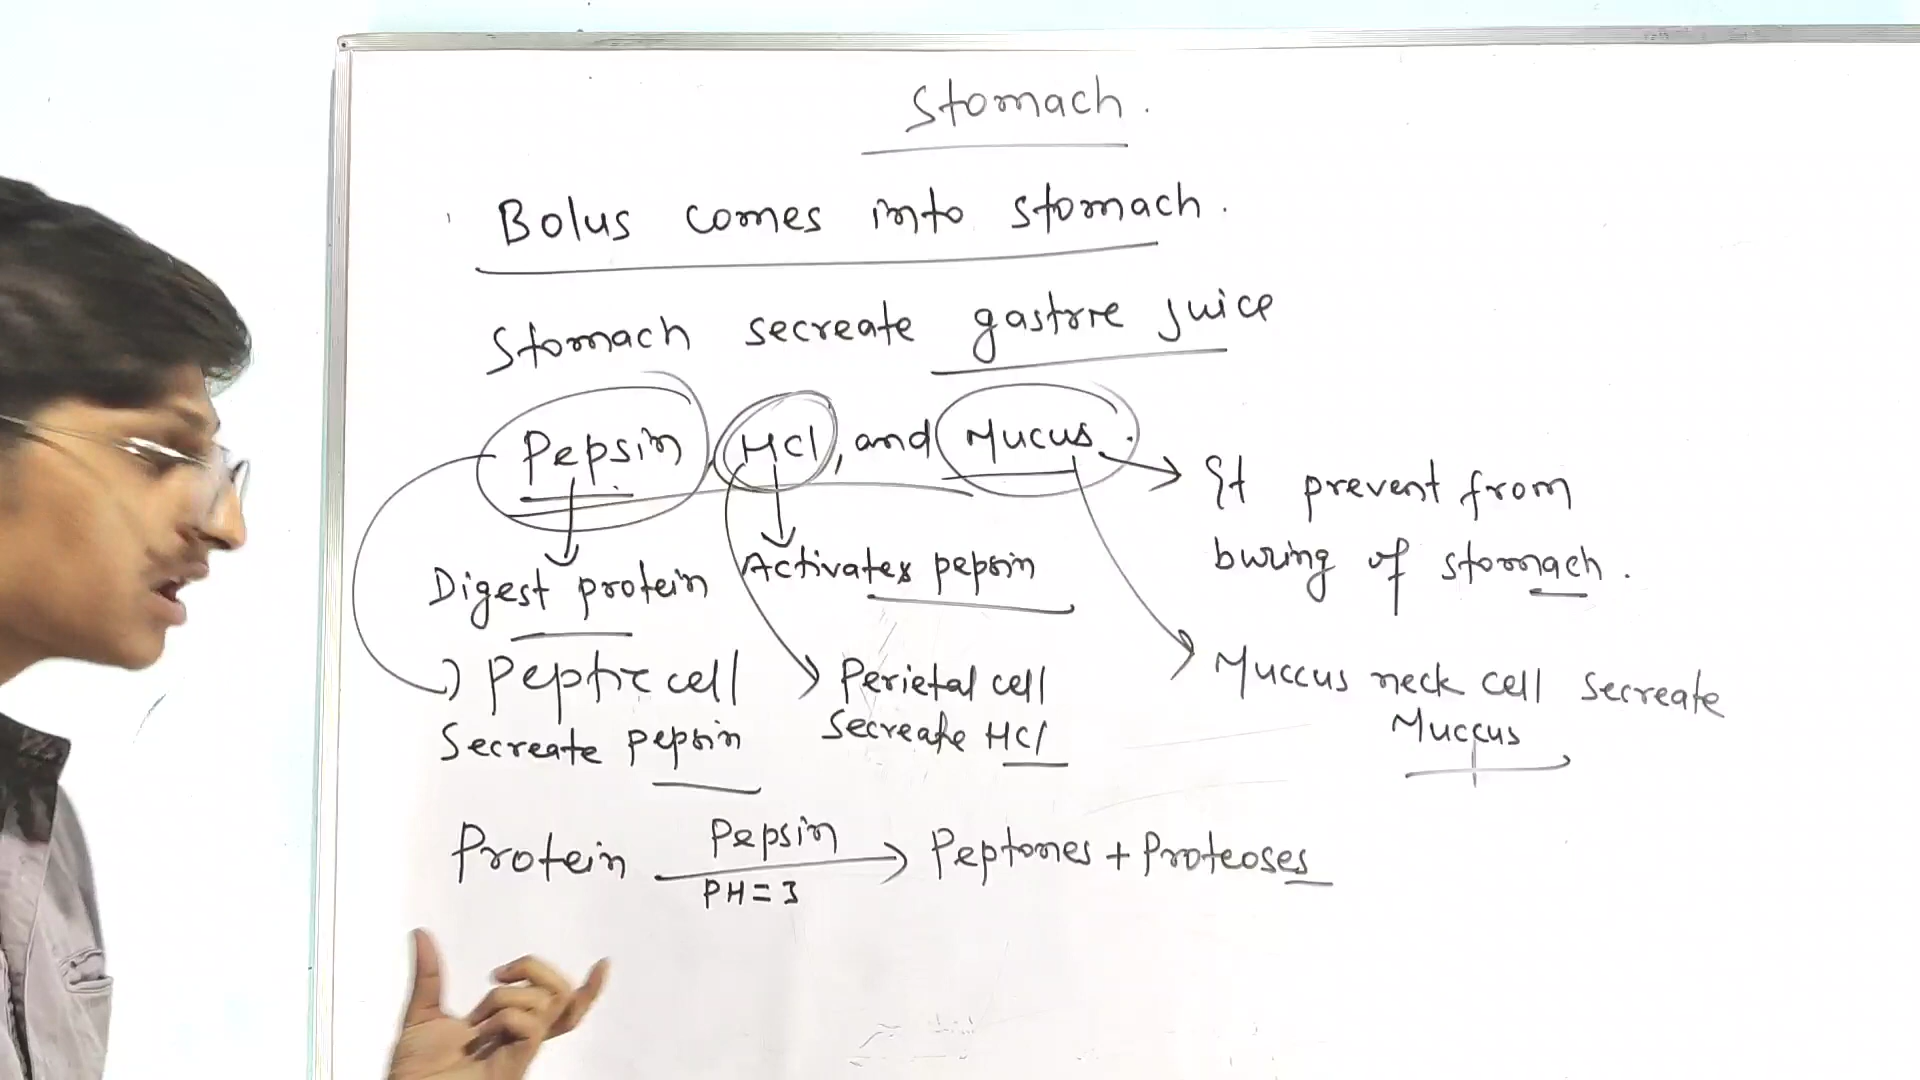 Stomach.
Bolus comes into stomach.
Stomach secreate gastric juice
Pepsin, HCl, and Mucus.
It prevent from
buring of stomach.
Digest protein
Activates pepsin
Peptic cell
Secreate pepsin
Perietal cell
Secreate HCl
Muccus neck cell secreate
Muccus
Protein Pepsin → Peptones + Proteoses
PH = 3